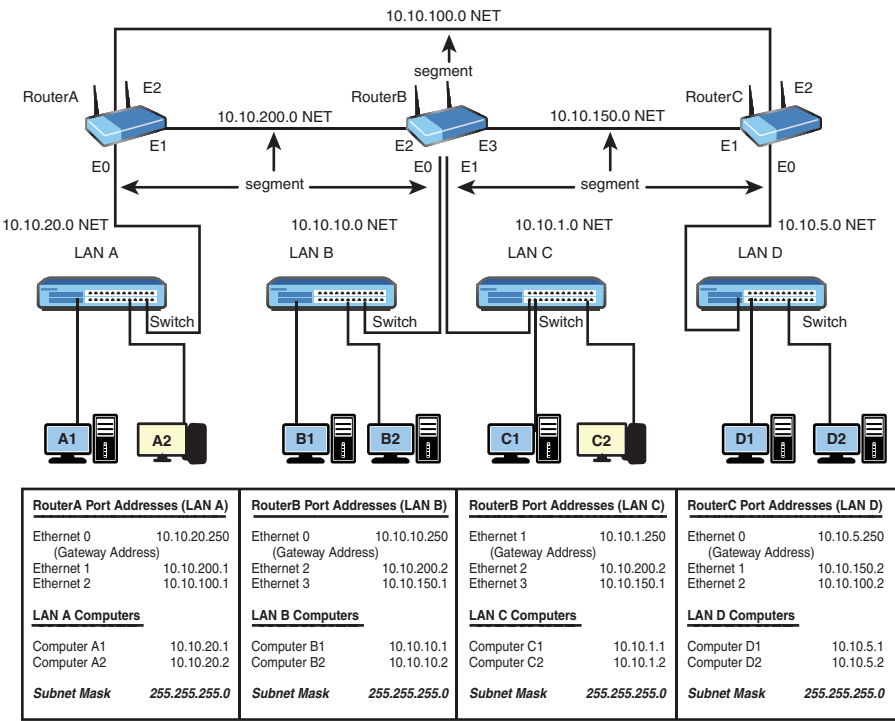 10.10.100.0 NET
segment
RouterA
E2
RouterB
RouterC
E2
10.10.200.0 NET
10.10.150.0 NET
E1
E2
E3
E1
E0
E0
E1
E0
segment
segment
10.10.20.0 NET
10.10.10.0 NET
10.10.1.0 NET
10.10.5.0 NET
LAN A
LAN B
LAN C
LAN D
Switch
Switch
Switch
Switch
A1
A2
B1
B2
C1
C2
D1
D2
RouterA Port Addresses (LAN A)
Ethernet 0 10.10.20.250
(Gateway Address)
Ethernet 1 10.10.200.1
Ethernet 2 10.10.100.1
LAN A Computers
Computer A1 10.10.20.1
Computer A2 10.10.20.2
Subnet Mask 255.255.255.0
RouterB Port Addresses (LAN B)
Ethernet 0 10.10.10.250
(Gateway Address)
Ethernet 2 10.10.200.2
Ethernet 3 10.10.150.1
LAN B Computers
Computer B1 10.10.10.1
Computer B2 10.10.10.2
Subnet Mask 255.255.255.0
RouterB Port Addresses (LAN C)
Ethernet 1 10.10.1.250
(Gateway Address)
Ethernet 2 10.10.200.2
Ethernet 3 10.10.150.1
LAN C Computers
Computer C1 10.10.1.1
Computer C2 10.10.1.2
Subnet Mask 255.255.255.0
RouterC Port Addresses (LAN D)
Ethernet 0 10.10.5.250
(Gateway Address)
Ethernet 1 10.10.150.2
Ethernet 2 10.10.100.2
LAN D Computers
Computer D1 10.10.5.1
Computer D2 10.10.5.2
Subnet Mask 255.255.255.0